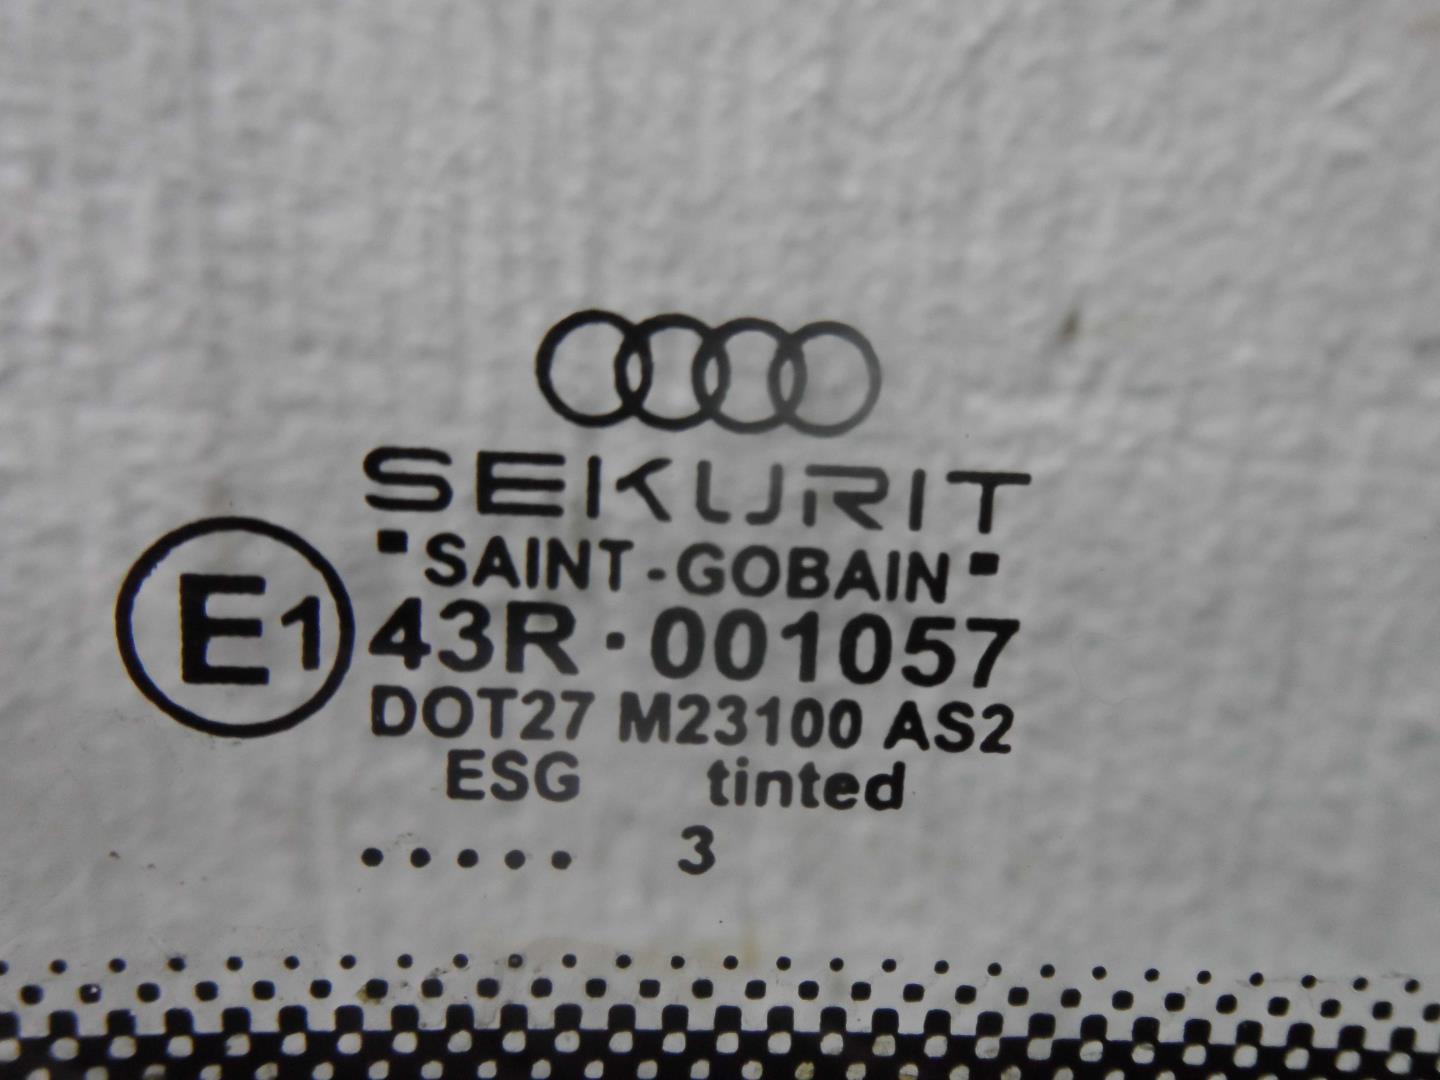 SEKURIT
"SAINT-GOBAIN"
E1 43R·001057
DOT27 M23100 AS2
ESG tinted
..... 3